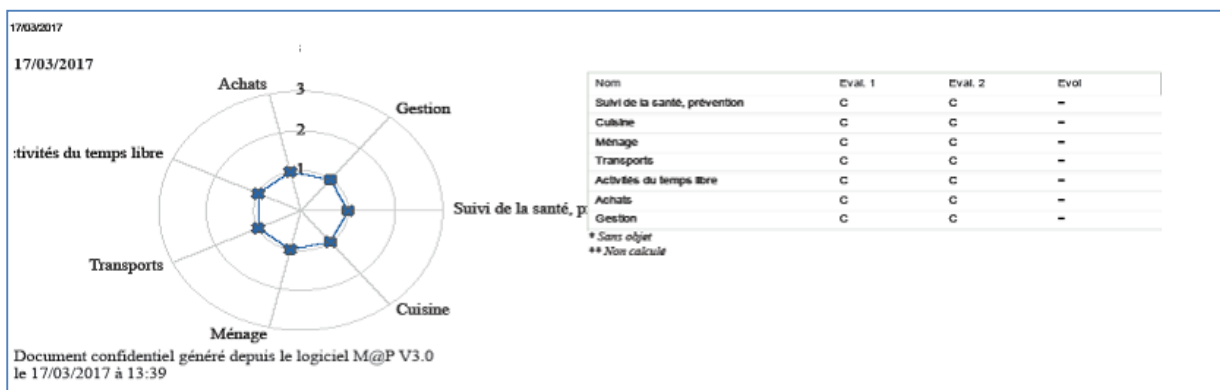 17/03/2017
17/03/2017
Achats
3
Gestion
2
:tivités du temps libre
1
Suivi de la santé, p
Transports
Cuisine
Ménage
Document confidentiel généré depuis le logiciel M@P V3.0
le 17/03/2017 à 13:39
Nom Eval. 1 Eval. 2 Evol
Suivi de la santé, prévention C C -
Cuisine C C -
Ménage C C -
Transports C C -
Activités du temps libre C C -
Achats C C -
Gestion C C -
* Sans objet
** Non calculé